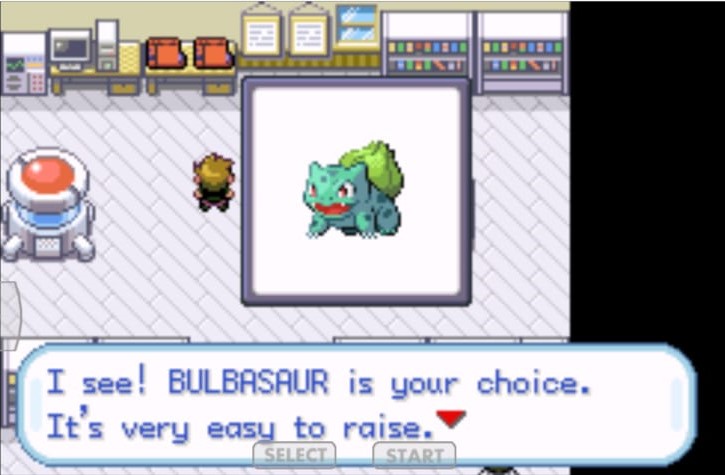 I see! BULBASAUR is your choice.
It's very easy to raise.
SELECT START